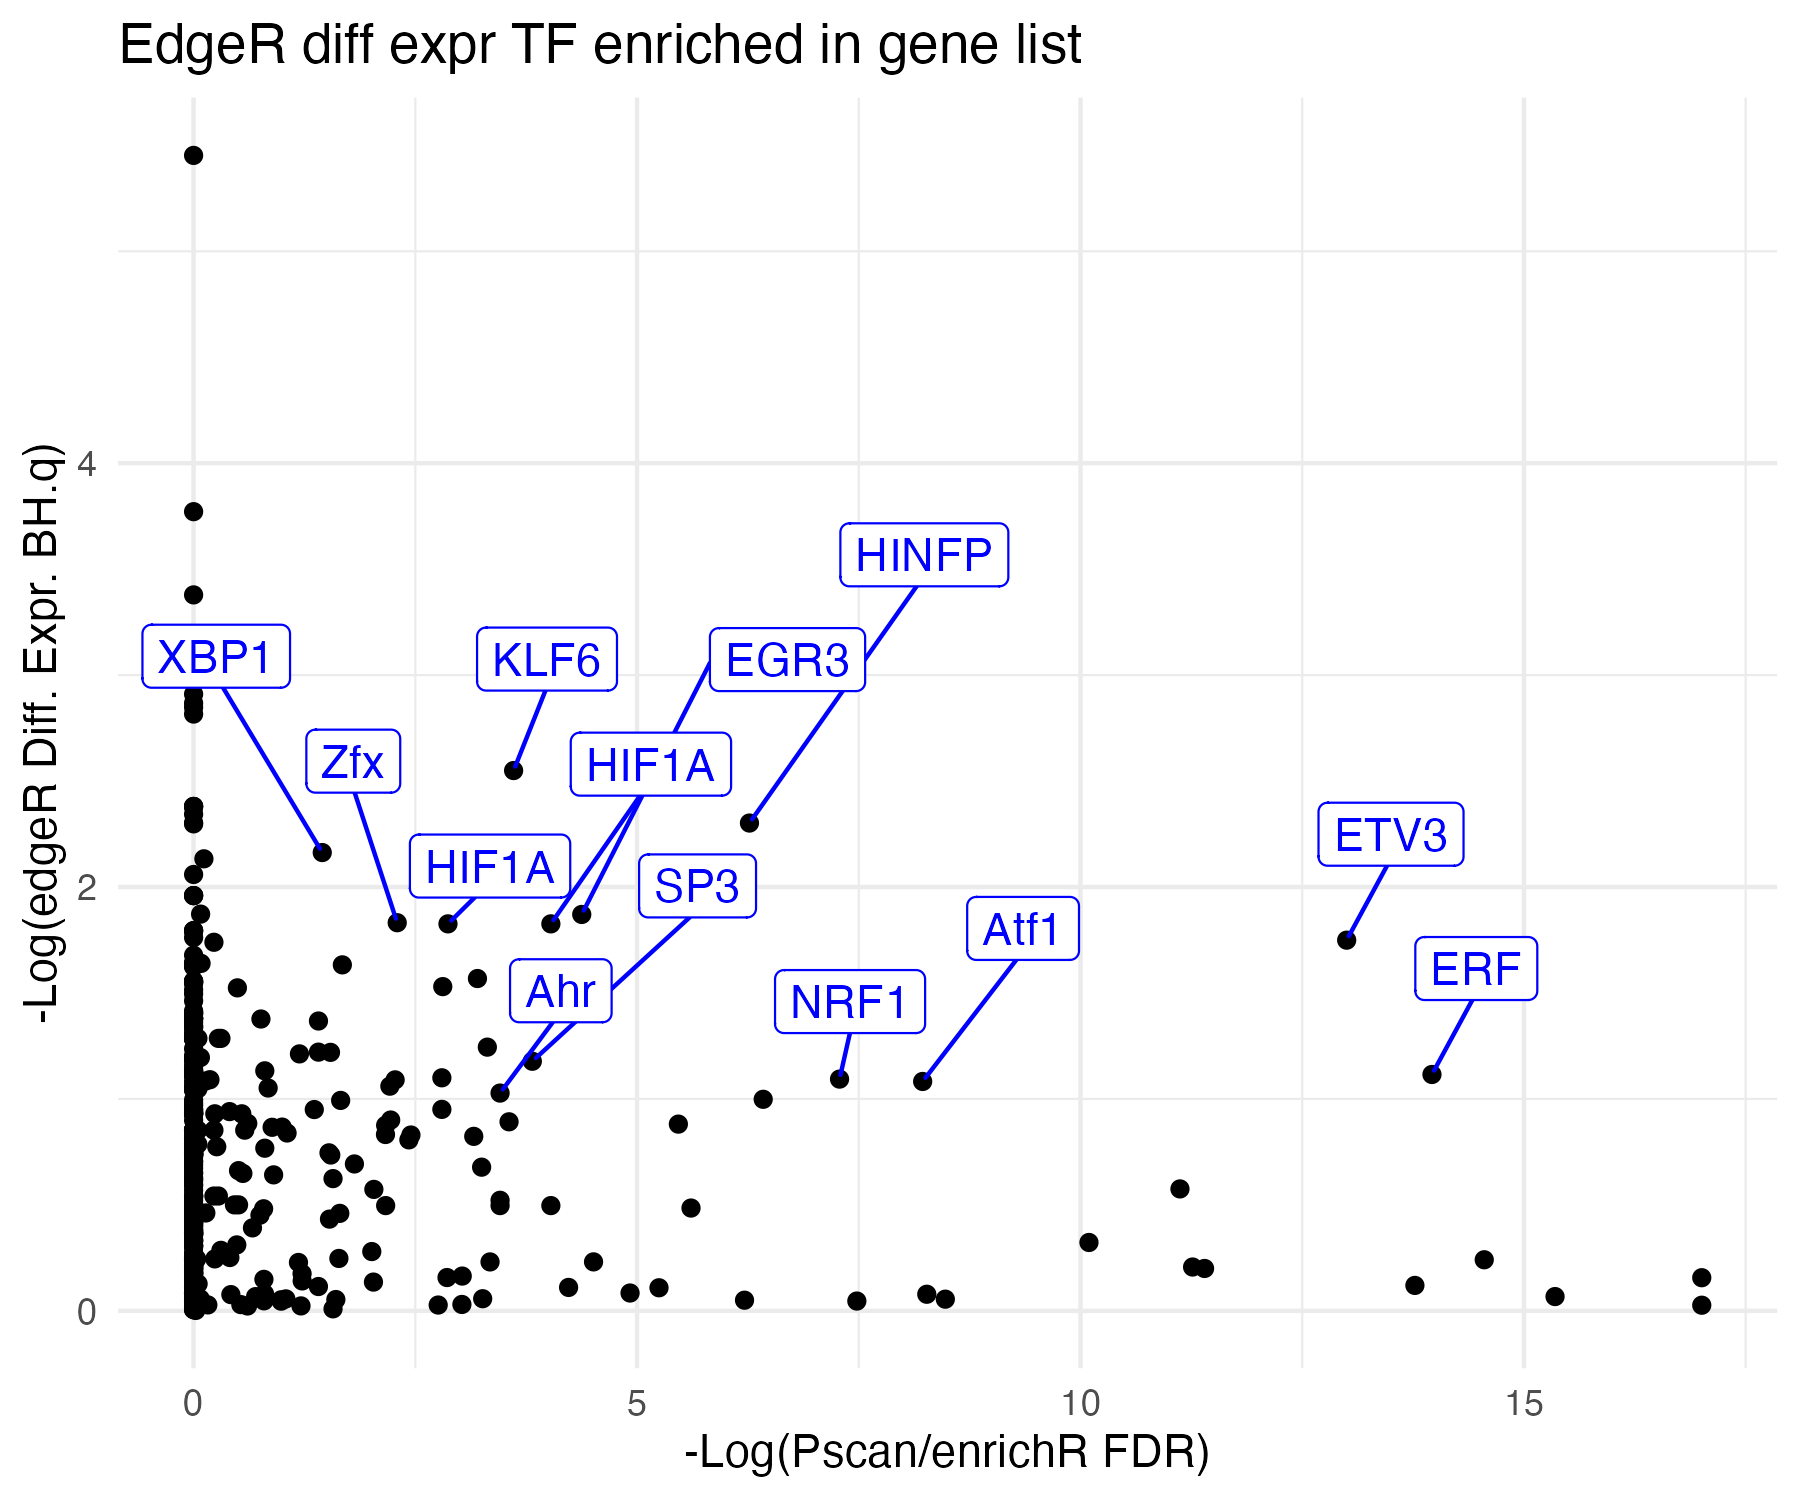 EdgeR diff expr TF enriched in gene list
-Log(edgeR Diff. Expr. BH.q)
4
2
0
HINFP
XBP1
KLF6
EGR3
Zfx
HIF1A
ETV3
HIF1A
SP3
Atf1
ERF
Ahr
NRF1
0
5
10
15
-Log(Pscan/enrichR FDR)